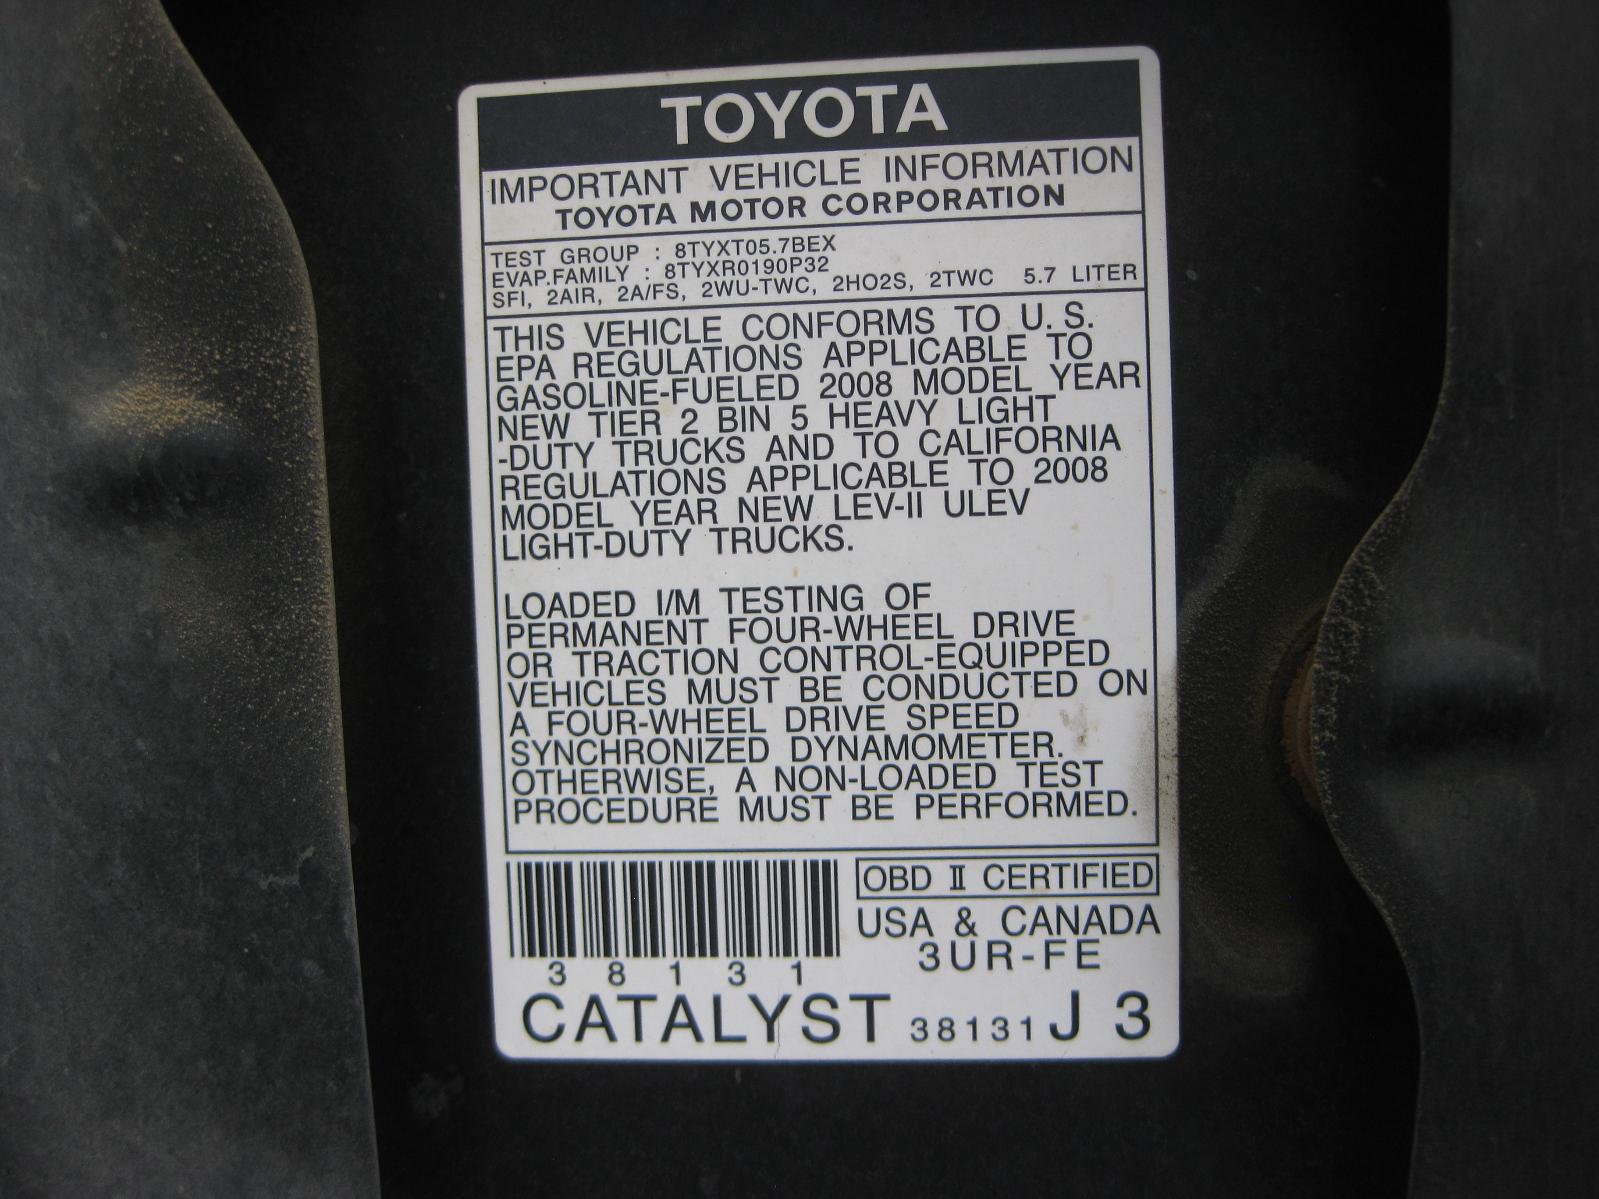 TOYOTA
IMPORTANT VEHICLE INFORMATION
TOYOTA MOTOR CORPORATION
TEST GROUP : 8TYXT05.7BEX
EVAP.FAMILY : 8TYXR0190P32
SFI, 2AIR, 2A/FS, 2WU-TWC, 2HO2S, 2TWC 5.7 LITER
THIS VEHICLE CONFORMS TO U.S.
EPA REGULATIONS APPLICABLE TO
GASOLINE-FUELED 2008 MODEL YEAR
NEW TIER 2 BIN 5 HEAVY LIGHT
-DUTY TRUCKS AND TO CALIFORNIA
REGULATIONS APPLICABLE TO 2008
MODEL YEAR NEW LEV-II ULEV
LIGHT-DUTY TRUCKS.
LOADED I/M TESTING OF
PERMANENT FOUR-WHEEL DRIVE
OR TRACTION CONTROL-EQUIPPED
VEHICLES MUST BE CONDUCTED ON
A FOUR-WHEEL DRIVE SPEED
SYNCHRONIZED DYNAMOMETER.
OTHERWISE, A NON-LOADED TEST
PROCEDURE MUST BE PERFORMED.
OBD II CERTIFIED
USA & CANADA
3UR-FE
3 8 1 3 1
CATALYST 38131 J 3